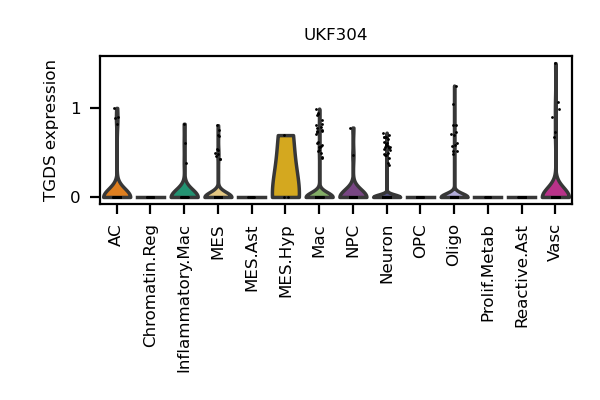 UKF304
TGDS expression
1
0
AC
Chromatin.Reg
Inflammatory.Mac
MES
MES.Ast
MES.Hyp
Mac
NPC
Neuron
OPC
Oligo
Prolif.Metab
Reactive.Ast
Vasc